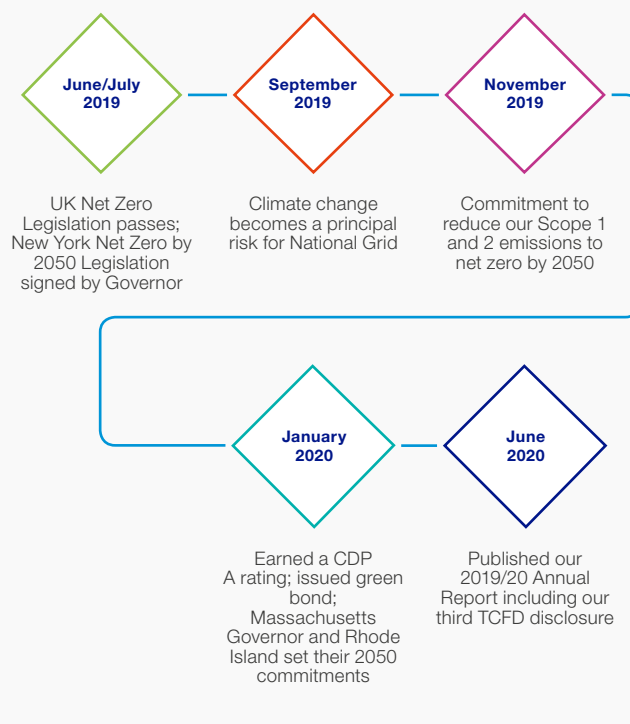 June/July
2019
UK Net Zero
Legislation passes;
New York Net Zero by
2050 Legislation
signed by Governor
September
2019
Climate change
becomes a principal
risk for National Grid
November
2019
Commitment to
reduce our Scope 1
and 2 emissions to
net zero by 2050
January
2020
Earned a CDP
A rating; issued green
bond;
Massachusetts
Governor and Rhode
Island set their 2050
commitments
June
2020
Published our
2019/20 Annual
Report including our
third TCFD disclosure